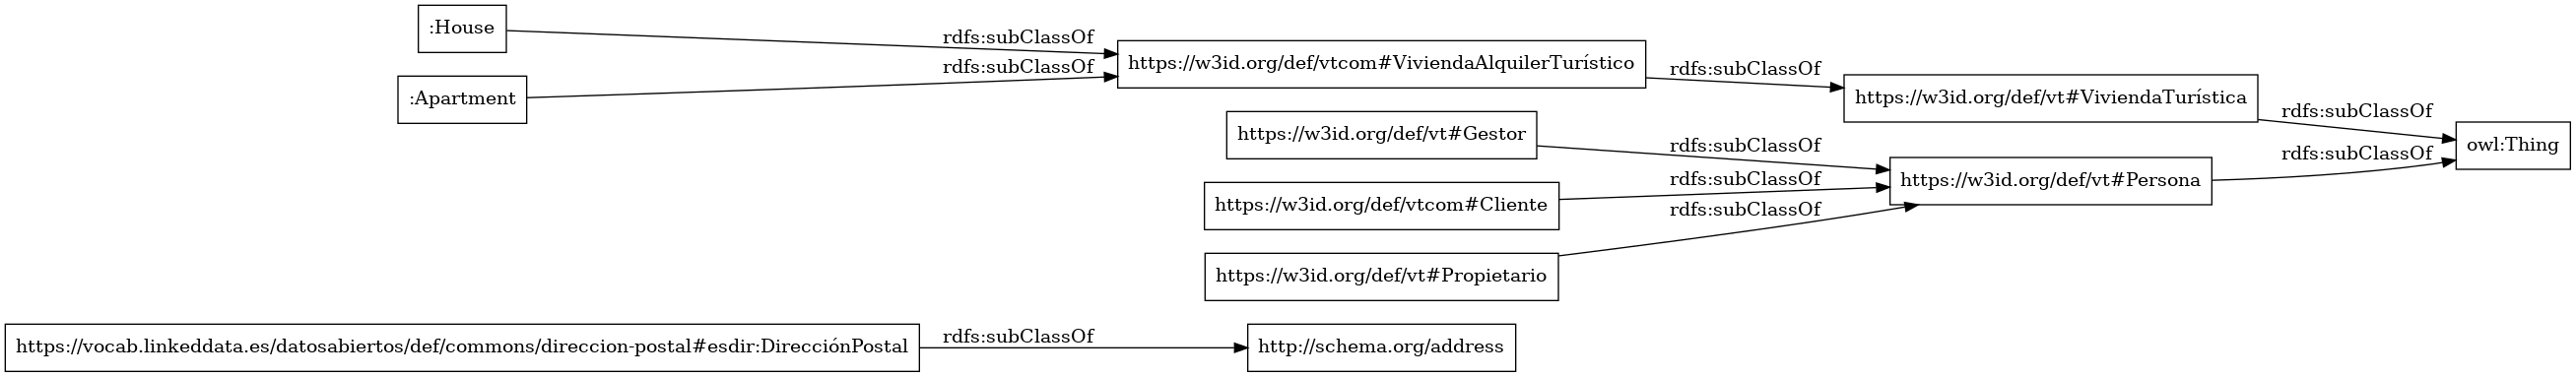 :House
rdfs:subClassOf
:Apartment
rdfs:subClassOf
https://w3id.org/def/vtcom#ViviendaAlquilerTurístico
rdfs:subClassOf
https://w3id.org/def/vt#ViviendaTurística
rdfs:subClassOf
owl:Thing
https://w3id.org/def/vt#Gestor
rdfs:subClassOf
https://w3id.org/def/vtcom#Cliente
rdfs:subClassOf
https://w3id.org/def/vt#Propietario
rdfs:subClassOf
https://w3id.org/def/vt#Persona
rdfs:subClassOf
https://vocab.linkeddata.es/datosabiertos/def/commons/direccion-postal#esdir:DirecciónPostal
rdfs:subClassOf
http://schema.org/address